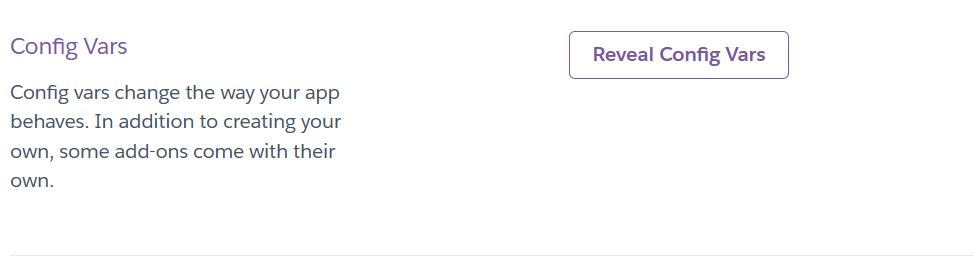 Config Vars
Reveal Config Vars
Config vars change the way your app
behaves. In addition to creating your
own, some add-ons come with their
own.